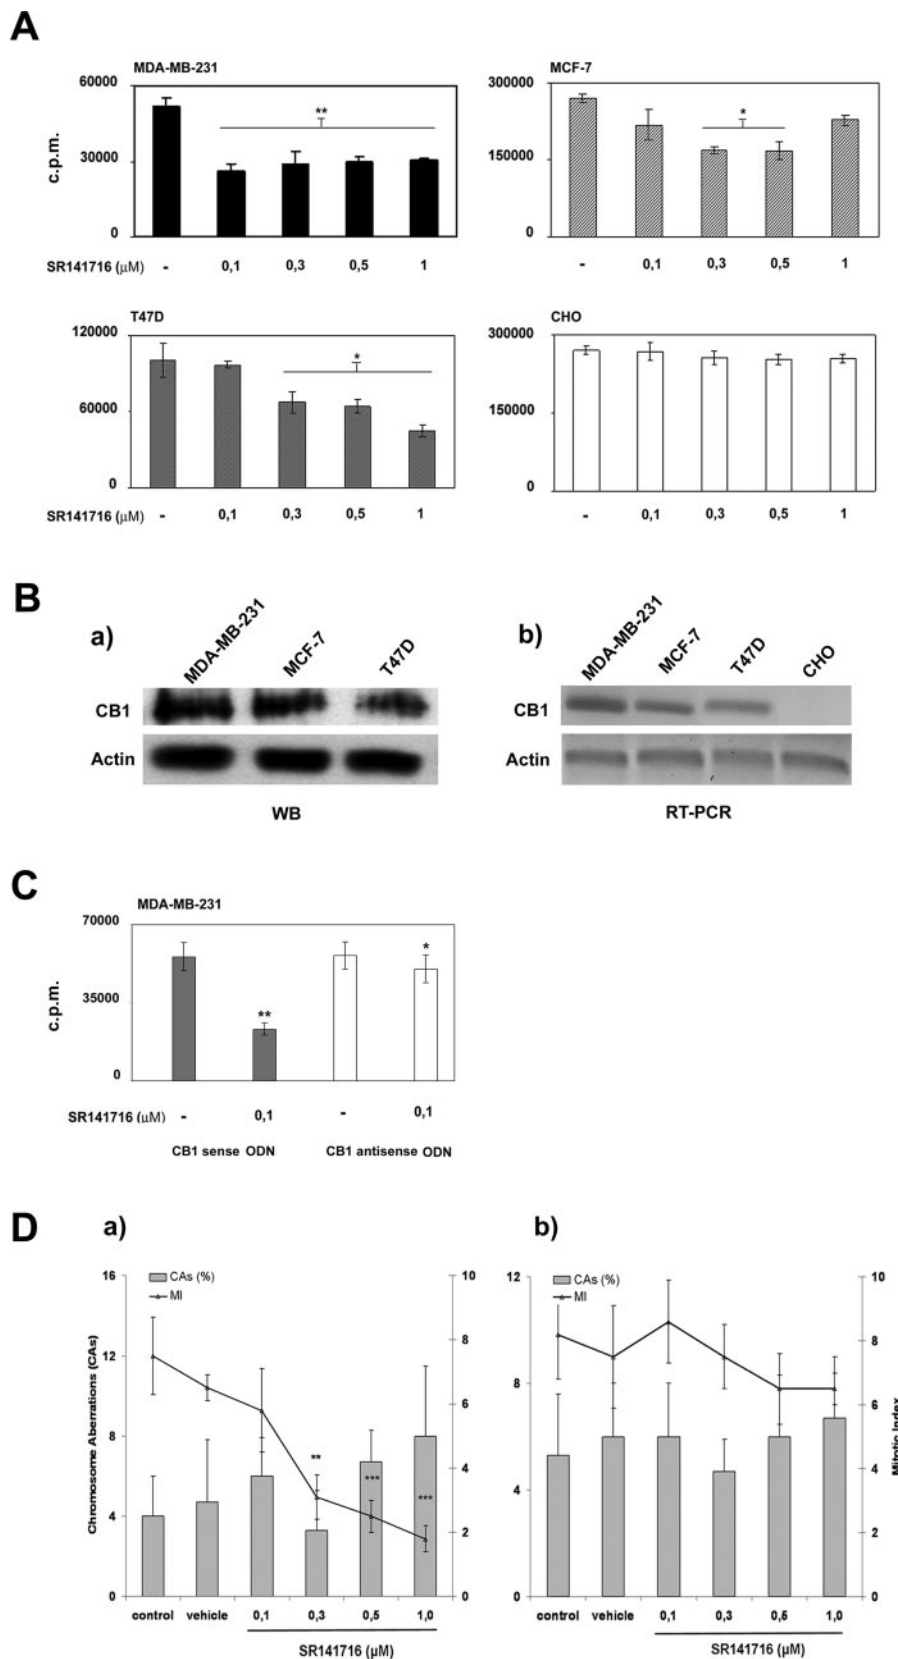 A
MDA-MB-231
MCF-7
60000
30000
0
c.p.m.
**
SR141716 (µM) - 0,1 0,3 0,5 1
300000
150000
0
*
- 0,1 0,3 0,5 1
T47D
CHO
120000
60000
0
*
SR141716 (µM) - 0,1 0,3 0,5 1
300000
150000
0
- 0,1 0,3 0,5 1
B
a)
MDA-MB-231 MCF-7 T47D
CB1
Actin
WB
b)
MDA-MB-231 MCF-7 T47D CHO
CB1
Actin
RT-PCR
C
MDA-MB-231
70000
35000
0
c.p.m.
**
*
SR141716 (µM) - 0,1 - 0,1
CB1 sense ODN CB1 antisense ODN
D
a)
CAs (%)
MI
16
12
8
4
0
Chromosome Aberrations (CAs)
10
8
6
4
2
0
**
***
***
control vehicle 0,1 0,3 0,5 1,0
SR141716 (µM)
b)
CAs (%)
MI
12
8
4
0
10
8
6
4
2
0
Mitotic Index
control vehicle 0,1 0,3 0,5 1,0
SR141716 (µM)